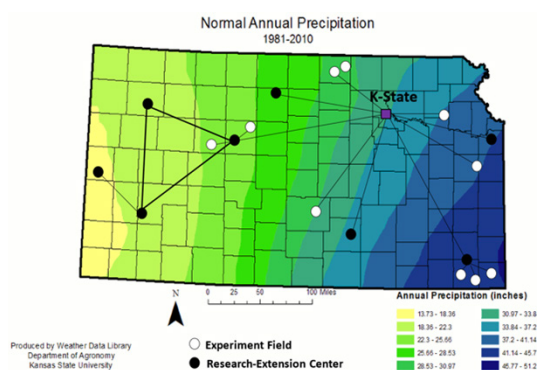 Normal Annual Precipitation
1981-2010
K-State
N
0 25 50 100 Miles
Annual Precipitation (inches)
13.73 - 18.36
18.36 - 22.3
22.3 - 25.66
25.66 - 28.53
28.53 - 30.97
30.97 - 33.8
33.84 - 37.2
37.2 - 41.14
41.14 - 45.7
45.77 - 51.2
Produced by Weather Data Library
Department of Agronomy
Kansas State University
Experiment Field
Research-Extension Center